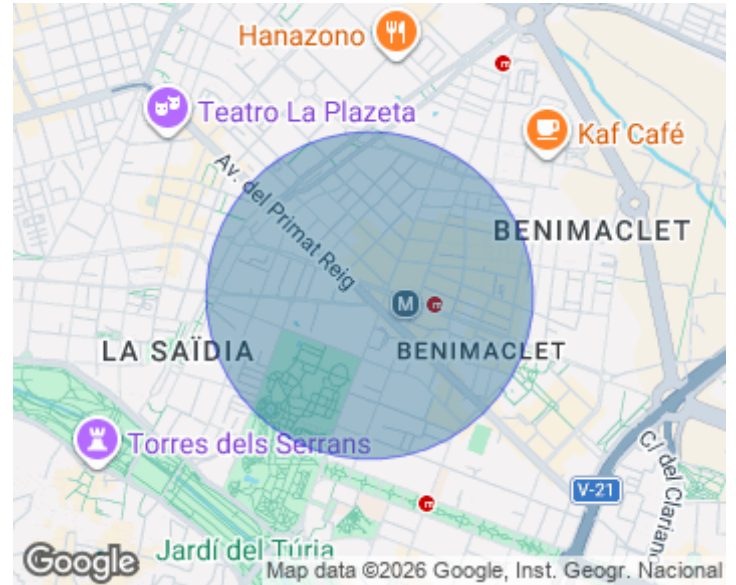 Hanazono
Teatro La Plazeta
Kaf Café
Av. del Primat Reig
BENIMACLET
M
m
LA SAÏDIA
BENIMACLET
Torres dels Serrans
V-21
C/ del Clariano
Jardí del Túria
Google
Map data ©2026 Google, Inst. Geogr. Nacional